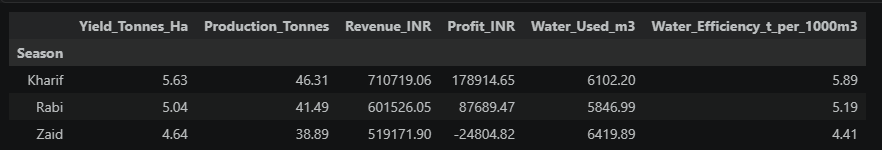 Yield_Tonnes_Ha Production_Tonnes Revenue_INR Profit_INR Water_Used_m3 Water_Efficiency_t_per_1000m3
Season
Kharif 5.63 46.31 710719.06 178914.65 6102.20 5.89
Rabi 5.04 41.49 601526.05 87689.47 5846.99 5.19
Zaid 4.64 38.89 519171.90 -24804.82 6419.89 4.41